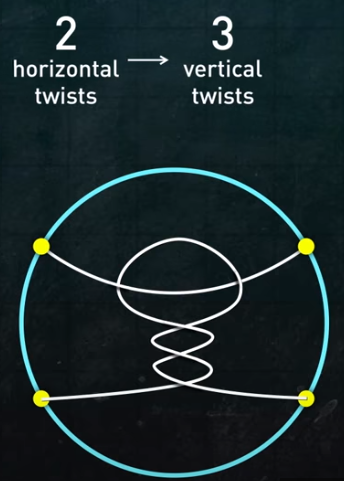 2 → 3
horizontal vertical
twists twists